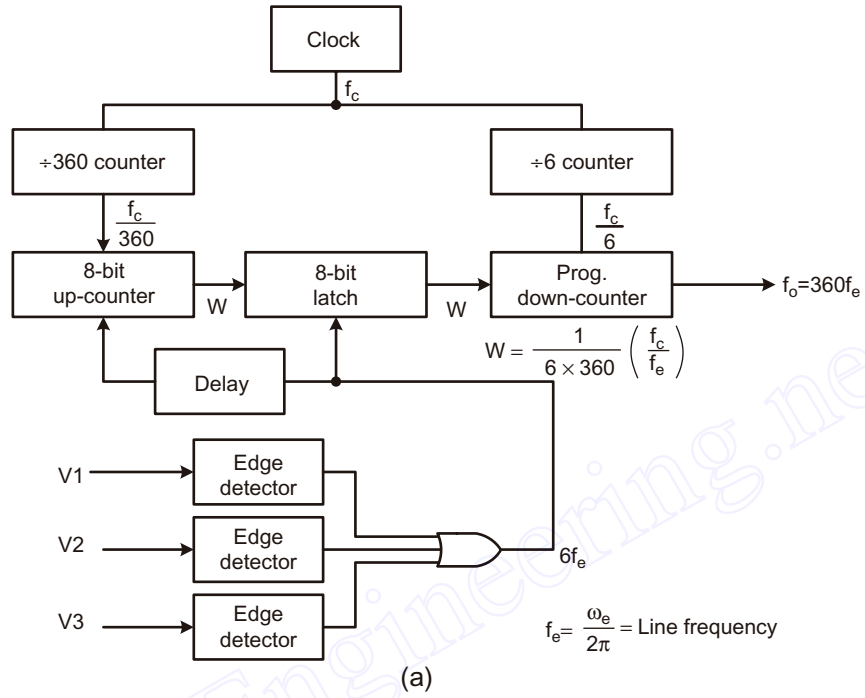 Clock
f_c
÷360 counter
÷6 counter
f_c/360
f_c/6
8-bit
up-counter
W
8-bit
latch
W
Prog.
down-counter
f_o=360f_e
W = 1/(6 × 360) (f_c/f_e)
Delay
V1
Edge
detector
V2
Edge
detector
6f_e
V3
Edge
detector
f_e= ω_e/2π = Line frequency
(a)
Engineering.ne